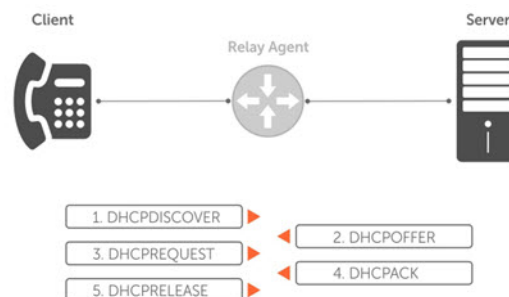 Client
Server
Relay Agent
1. DHCPDISCOVER
2. DHCPOFFER
3. DHCPREQUEST
4. DHCPACK
5. DHCPRELEASE